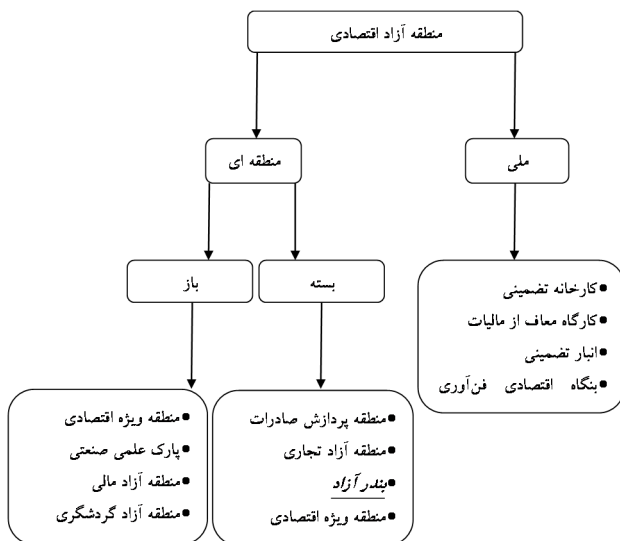 منطقه آزاد اقتصادی
ملی
منطقه ای
بسته
باز
●کارخانه تضمینی
●کارگاه معاف از مالیات
●انبار تضمینی
●بنگاه اقتصادی فن‌آوری
●منطقه پردازش صادرات
●منطقه آزاد تجاری
●بندر آزاد
●منطقه ویژه اقتصادی
●منطقه ویژه اقتصادی
●پارک علمی صنعتی
●منطقه آزاد مالی
●منطقه آزاد گردشگری